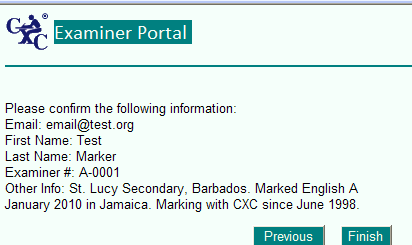 CXC® Examiner Portal
Please confirm the following information:
Email: email@test.org
First Name: Test
Last Name: Marker
Examiner #: A-0001
Other Info: St. Lucy Secondary, Barbados. Marked English A
January 2010 in Jamaica. Marking with CXC since June 1998.
Previous Finish